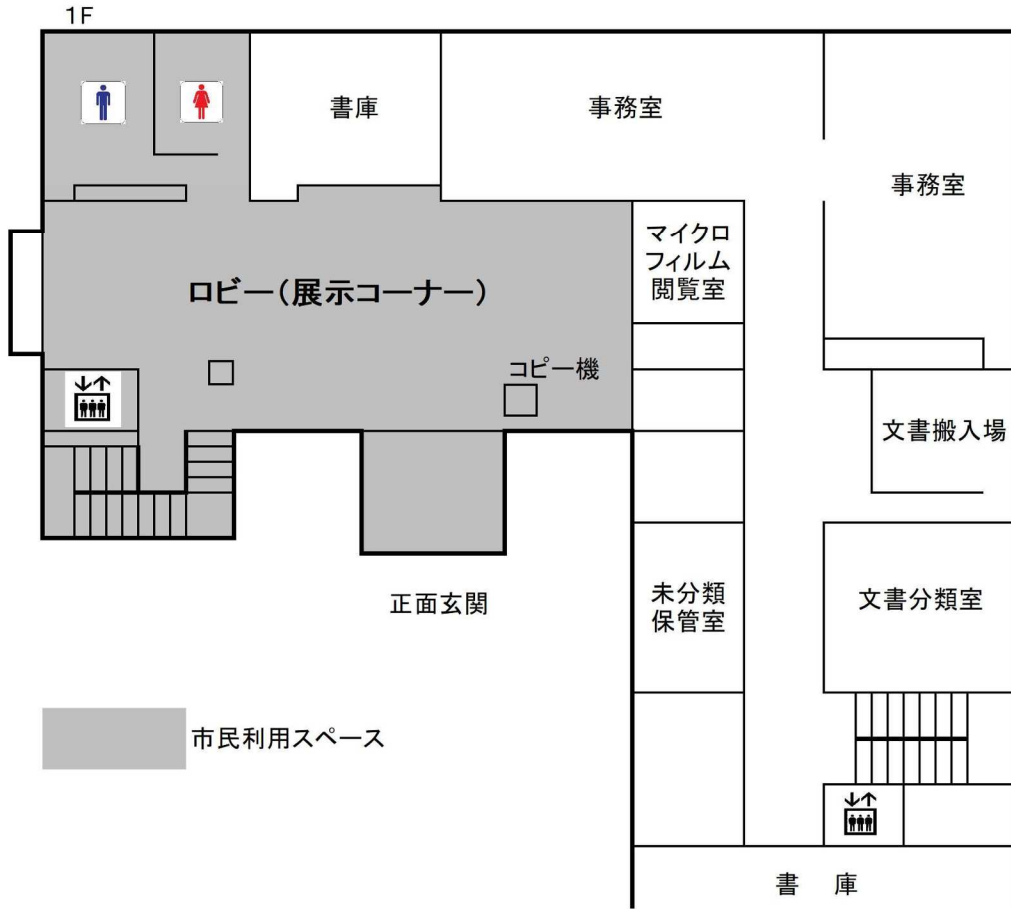 1F
書庫
事務室
事務室
マイクロ
フィルム
閲覧室
ロビー(展示コーナー)
コピー機
文書搬入場
未分類
保管室
文書分類室
正面玄関
市民利用スペース
書 庫